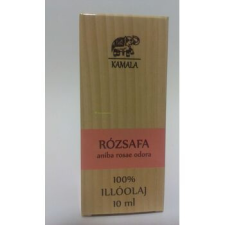 KAMALA
RÓZSAFA
aniba rosae odora
100%
ILLÓOLAJ
10 ml